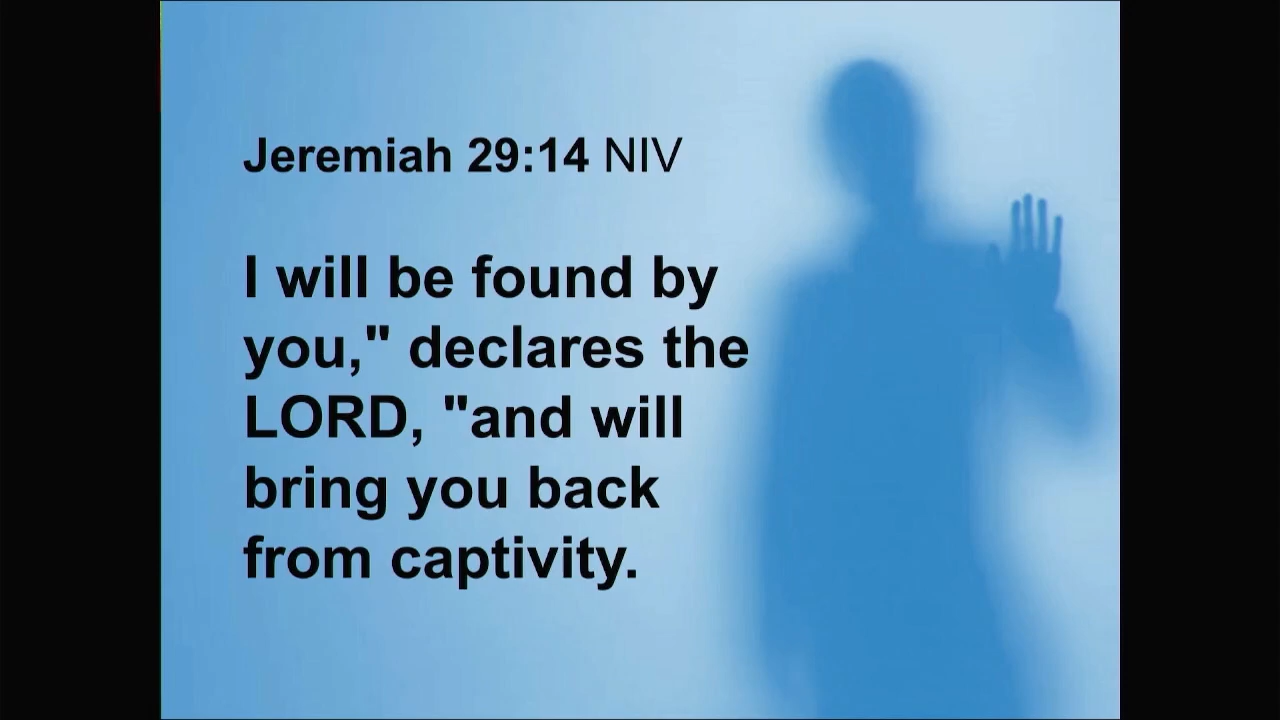 Jeremiah 29:14 NIV
I will be found by
you," declares the
LORD, "and will
bring you back
from captivity.